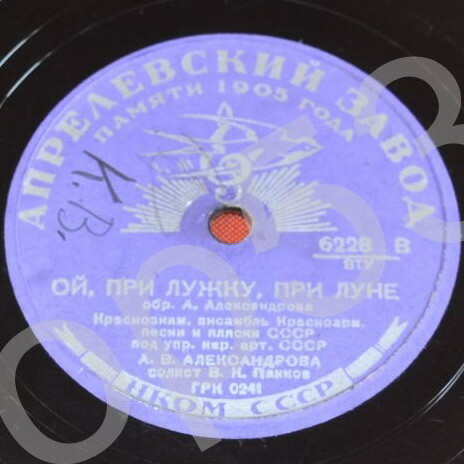 АПРЕЛЕВСКИЙ ЗАВОД
ПАМЯТИ 1905 ГОДА
К.В.
6228 В
ВТУ
ОЙ, ПРИ ЛУЖКУ, ПРИ ЛУНЕ
обр. А. Александрова
Краснознам. ансамбль Красноарм.
песни и пляски СССР
под упр. нар. арт. СССР
А. В. АЛЕКСАНДРОВА
солист В. К. Панков
ГРК 0241
НКОМ СССР